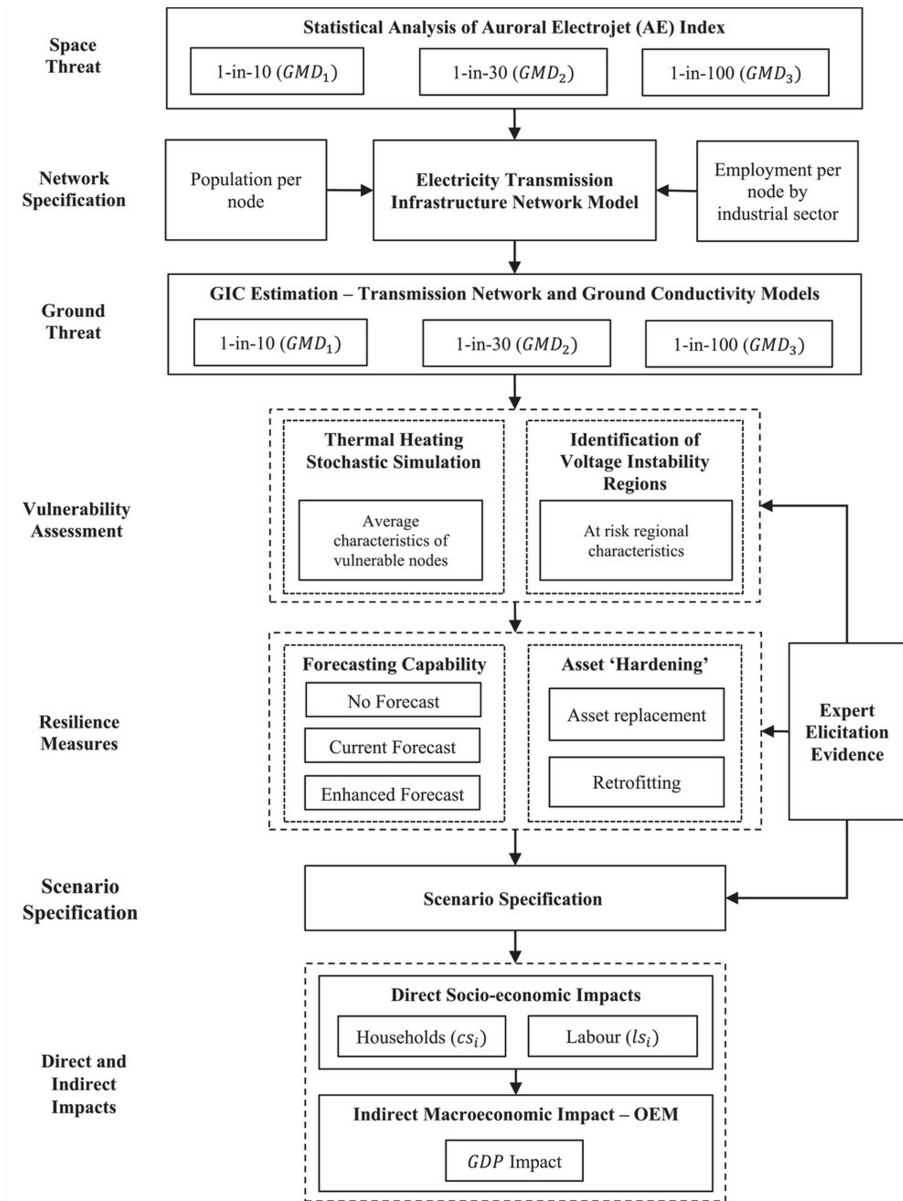 Space
Threat
Statistical Analysis of Auroral Electrojet (AE) Index
1-in-10 (GMD₁)
1-in-30 (GMD₂)
1-in-100 (GMD₃)
Network
Specification
Population per
node
Electricity Transmission
Infrastructure Network Model
Employment per
node by
industrial sector
Ground
Threat
GIC Estimation – Transmission Network and Ground Conductivity Models
1-in-10 (GMD₁)
1-in-30 (GMD₂)
1-in-100 (GMD₃)
Vulnerability
Assessment
Thermal Heating
Stochastic Simulation
Average
characteristics of
vulnerable nodes
Identification of
Voltage Instability
Regions
At risk regional
characteristics
Resilience
Measures
Forecasting Capability
No Forecast
Current Forecast
Enhanced Forecast
Asset ‘Hardening’
Asset replacement
Retrofitting
Expert
Elicitation
Evidence
Scenario
Specification
Scenario Specification
Direct and
Indirect
Impacts
Direct Socio-economic Impacts
Households (csᵢ)
Labour (lsᵢ)
Indirect Macroeconomic Impact – OEM
GDP Impact